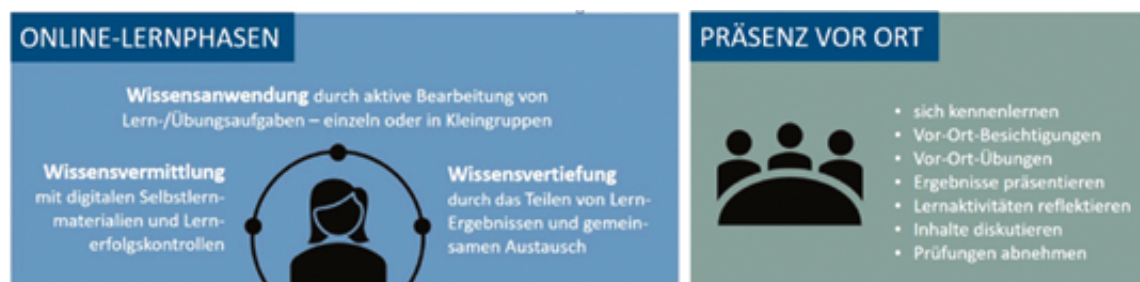 ONLINE-LERNPHASEN
Wissensanwendung durch aktive Bearbeitung von
Lern-/Übungsaufgaben – einzeln oder in Kleingruppen
Wissensvermittlung
mit digitalen Selbstlern-
materialien und Lern-
erfolgskontrollen
Wissensvertiefung
durch das Teilen von Lern-
Ergebnissen und gemein-
samen Austausch
PRÄSENZ VOR ORT
• sich kennenlernen
• Vor-Ort-Besichtigungen
• Vor-Ort-Übungen
• Ergebnisse präsentieren
• Lernaktivitäten reflektieren
• Inhalte diskutieren
• Prüfungen abnehmen